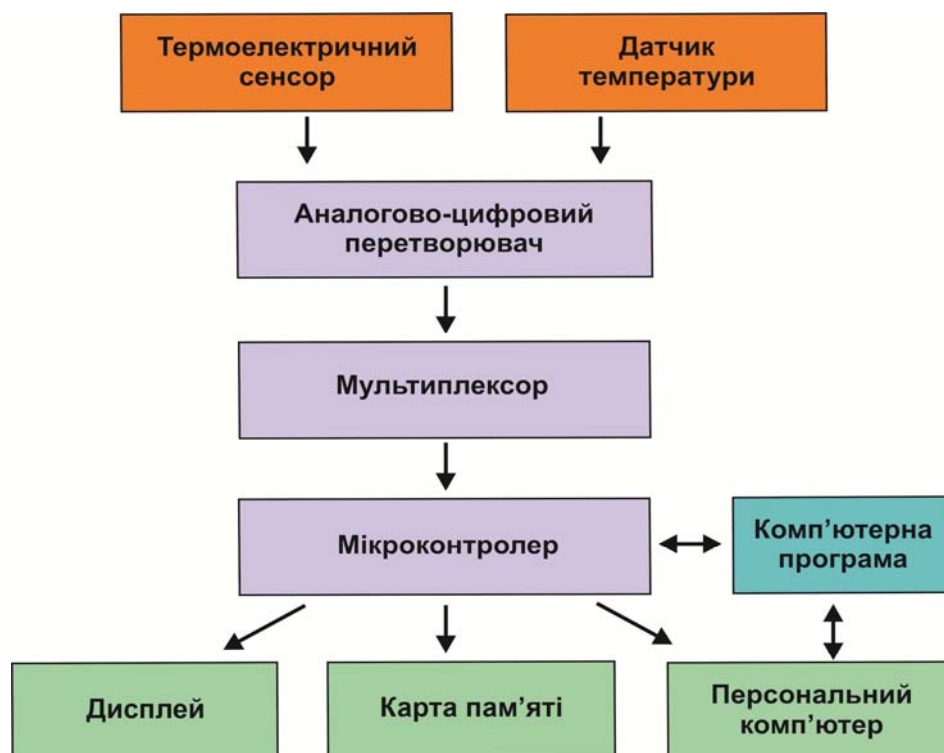 Термоелектричний
сенсор
Датчик
температури
Аналогово-цифровий
перетворювач
Мультиплексор
Мікроконтролер
Комп’ютерна
програма
Дисплей
Карта пам’яті
Персональний
комп’ютер